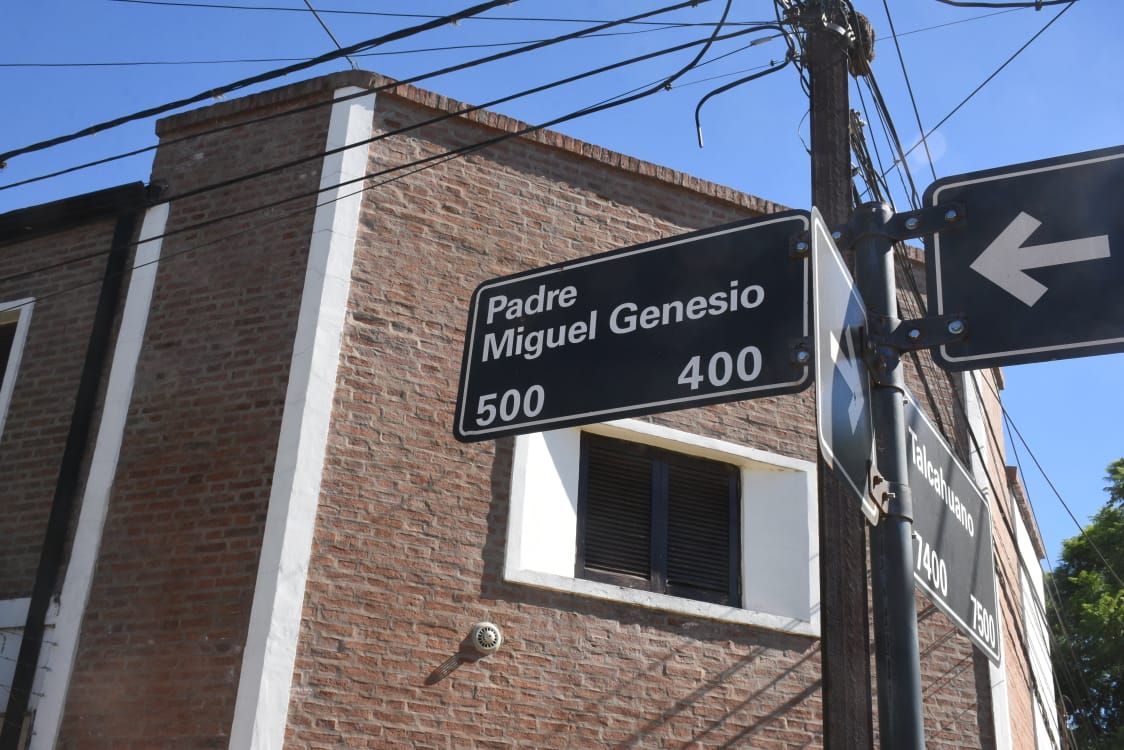 Padre
Miguel Genesio
500 400
Talcahuano
7400 7500